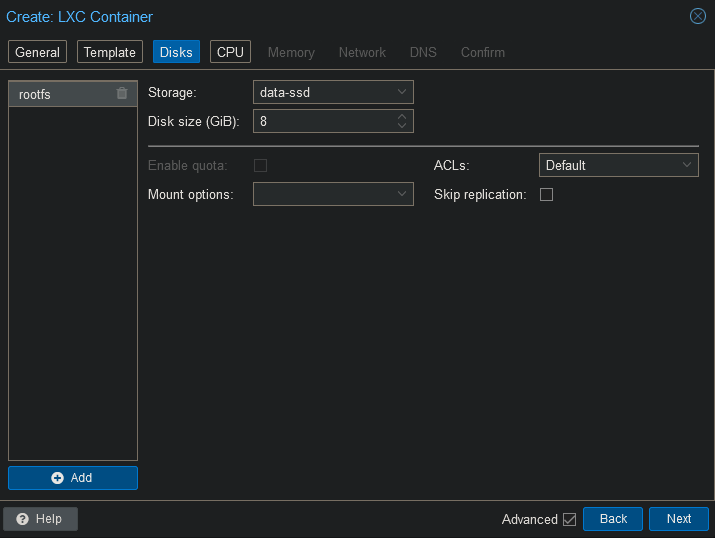 Create: LXC Container
General Template Disks CPU Memory Network DNS Confirm
rootfs
Storage: data-ssd
Disk size (GiB): 8
Enable quota: ACLs: Default
Mount options: Skip replication:
Add
Help Advanced Back Next